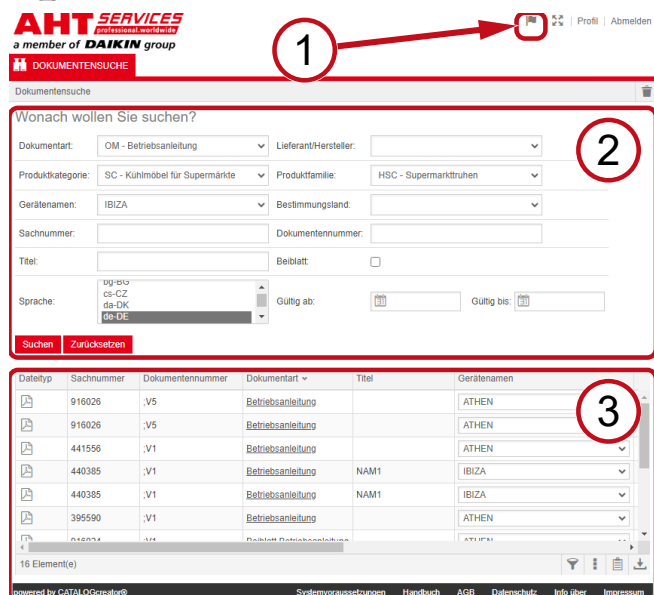 AHT SERVICES
professional.worldwide
a member of DAIKIN group
1
Profil | Abmelden
DOKUMENTENSUCHE
Dokumentensuche
Wonach wollen Sie suchen?
2
Dokumentart: OM - Betriebsanleitung Lieferant/Hersteller:
Produktkategorie: SC - Kühlmöbel für Supermärkte Produktfamilie: HSC - Supermarkttruhen
Gerätenamen: IBIZA Bestimmungsland:
Sachnummer: Dokumentennummer:
Titel: Beiblatt:
bg-BG
cs-CZ
Sprache: da-DK Gültig ab: Gültig bis:
de-DE
Suchen Zurücksetzen
Dateityp Sachnummer Dokumentennummer Dokumentart Titel Gerätenamen
3
916026 ;V5 Betriebsanleitung ATHEN
916026 ;V5 Betriebsanleitung ATHEN
441556 ;V1 Betriebsanleitung ATHEN
440385 ;V1 Betriebsanleitung NAM1 IBIZA
440385 ;V1 Betriebsanleitung NAM1 IBIZA
395590 ;V1 Betriebsanleitung ATHEN
;V1 Beiblatt Betriebsanleitung ATHEN
16 Element(e)
powered by CATALOGcreator® Systemvoraussetzungen Handbuch AGB Datenschutz Info über Impressum